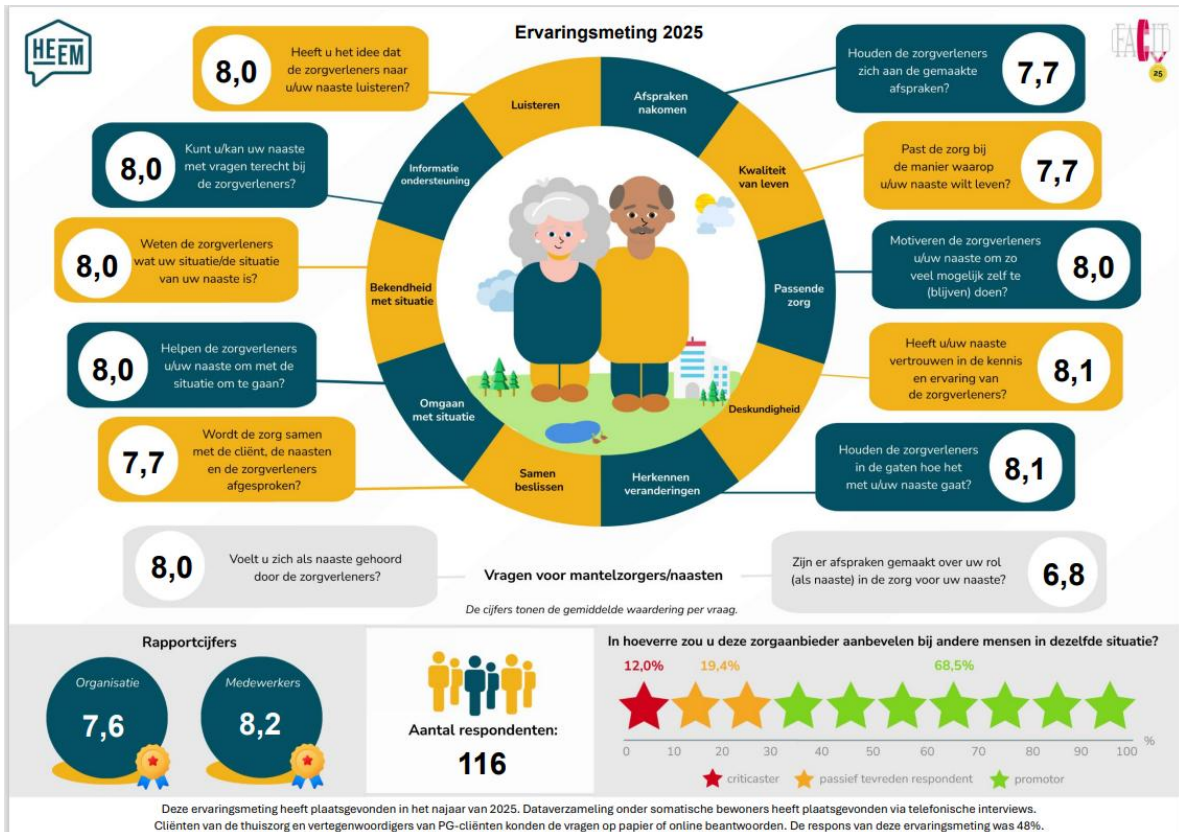 HEEM
Ervaringsmeting 2025
FACIT
25
8,0
Heeft u het idee dat
de zorgverleners naar
u/uw naaste luisteren?
8,0
Kunt u/kan uw naaste
met vragen terecht bij
de zorgverleners?
8,0
Weten de zorgverleners
wat uw situatie/de situatie
van uw naaste is?
8,0
Helpen de zorgverleners
u/uw naaste om met de
situatie om te gaan?
7,7
Wordt de zorg samen
met de cliënt, de naasten
en de zorgverleners
afgesproken?
Luisteren
Informatie
ondersteuning
Bekendheid
met situatie
Omgaan
met situatie
Samen
beslissen
Afspraken
nakomen
Kwaliteit
van leven
Passende
zorg
Deskundigheid
Herkennen
veranderingen
Houden de zorgverleners
zich aan de gemaakte
afspraken?
7,7
Past de zorg bij
de manier waarop
u/uw naaste wilt leven?
7,7
Motiveren de zorgverleners
u/uw naaste om zo
veel mogelijk zelf te
(blijven) doen?
8,0
Heeft u/uw naaste
vertrouwen in de kennis
en ervaring van
de zorgverleners?
8,1
Houden de zorgverleners
in de gaten hoe het
met u/uw naaste gaat?
8,1
8,0
Voelt u zich als naaste gehoord
door de zorgverleners?
Vragen voor mantelzorgers/naasten
Zijn er afspraken gemaakt over uw rol
(als naaste) in de zorg voor uw naaste?
6,8
De cijfers tonen de gemiddelde waardering per vraag.
Rapportcijfers
Organisatie
7,6
Medewerkers
8,2
Aantal respondenten:
116
In hoeverre zou u deze zorgaanbieder aanbevelen bij andere mensen in dezelfde situatie?
12,0% 19,4% 68,5%
0 10 20 30 40 50 60 70 80 90 100 %
criticaster passief tevreden respondent promotor
Deze ervaringsmeting heeft plaatsgevonden in het najaar van 2025. Dataverzameling onder somatische bewoners heeft plaatsgevonden via telefonische interviews.
Cliënten van de thuiszorg en vertegenwoordigers van PG-cliënten konden de vragen op papier of online beantwoorden. De respons van deze ervaringsmeting was 48%.